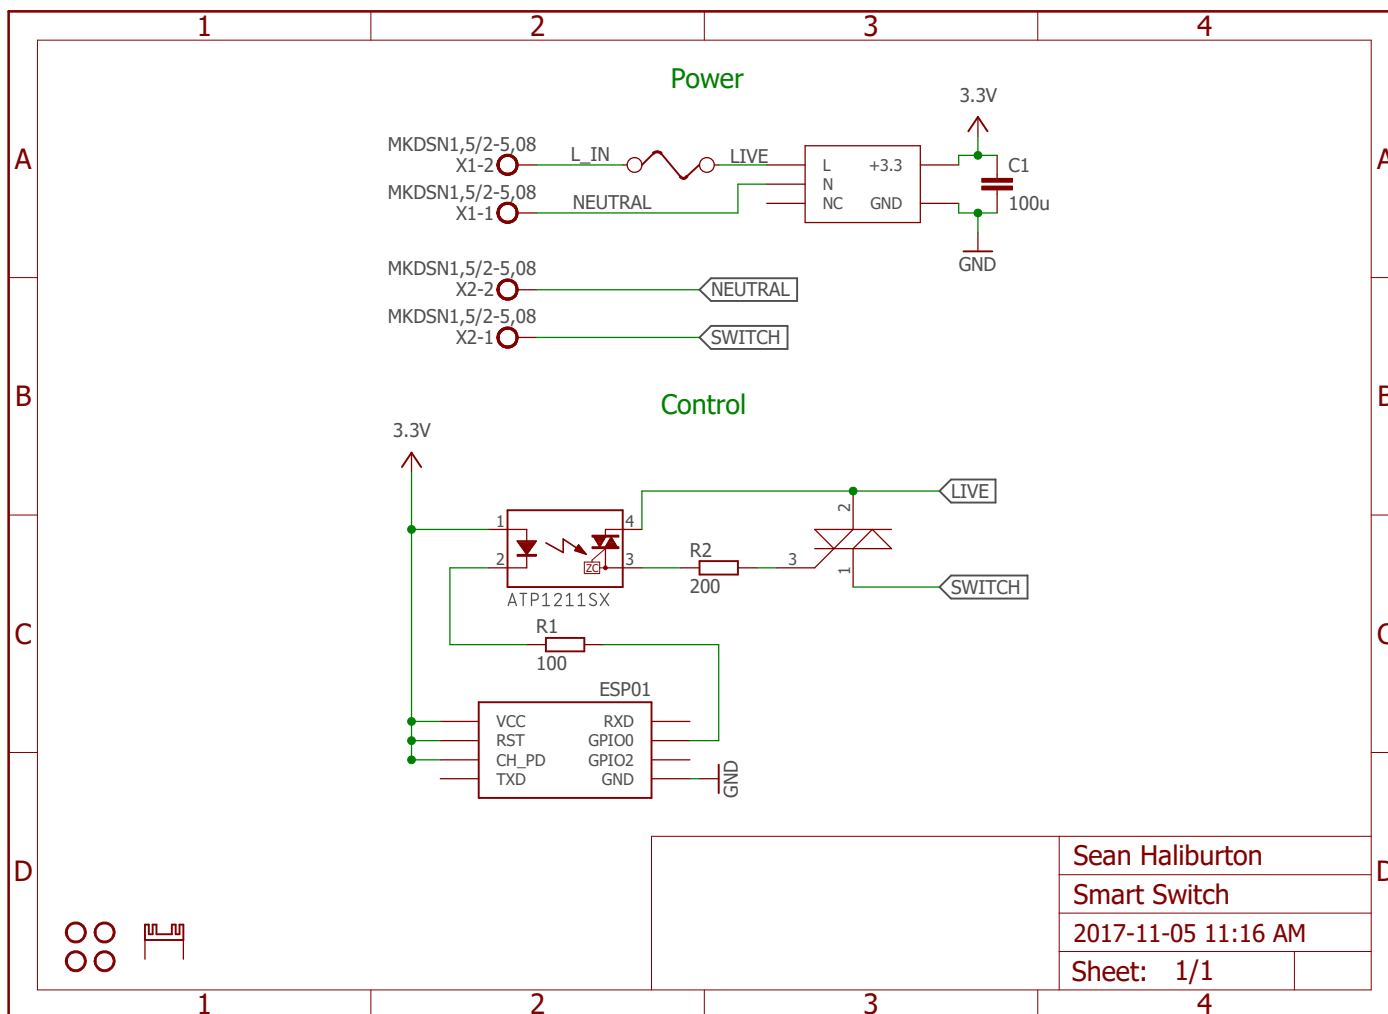 1 2 3 4
Power
3.3V
MKDSN1,5/2-5,08
X1-2
L_IN
LIVE
L +3.3
N
NC GND
C1
100u
MKDSN1,5/2-5,08
X1-1
NEUTRAL
GND
A A
MKDSN1,5/2-5,08
X2-2
NEUTRAL
MKDSN1,5/2-5,08
X2-1
SWITCH
B B
Control
3.3V
LIVE
1 4
2 3
ZC
ATP1211SX
R2
200
3
2
1
SWITCH
R1
100
C C
ESP01
VCC RXD
RST GPIO0
CH_PD GPIO2
TXD GND
GND
D D
Sean Haliburton
Smart Switch
2017-11-05 11:16 AM
Sheet: 1/1
1 2 3 4